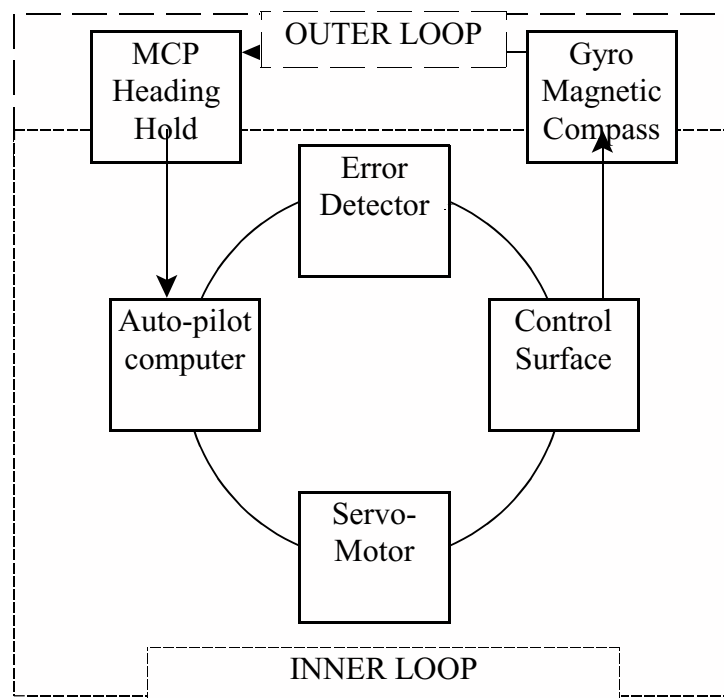 OUTER LOOP
MCP
Heading
Hold
Gyro
Magnetic
Compass
Error
Detector
Auto-pilot
computer
Control
Surface
Servo-
Motor
INNER LOOP